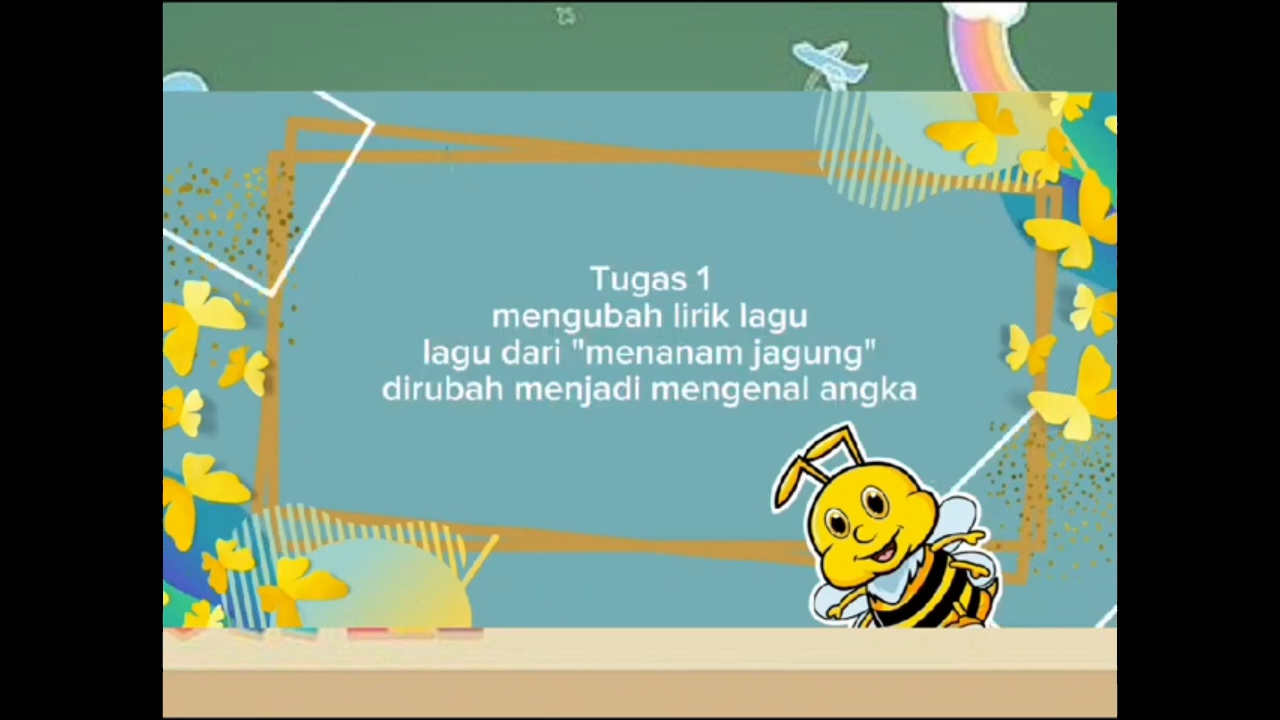 Tugas 1
mengubah lirik lagu
lagu dari "menanam jagung"
dirubah menjadi mengenal angka